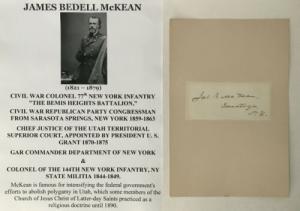 JAMES BEDELL McKEAN
(1821 – 1879)
CIVIL WAR COLONEL 77th NEW YORK INFANTRY
"THE BEMIS HEIGHTS BATTALION."
CIVIL WAR REPUBLICAN PARTY CONGRESSMAN
FROM SARASOTA SPRINGS, NEW YORK 1859-1863
CHIEF JUSTICE OF THE UTAH TERRITORIAL
SUPERIOR COURT, APPOINTED BY PRESIDENT U. S.
GRANT 1870-1875
GAR COMMANDER DEPARTMENT OF NEW YORK
&
COLONEL OF THE 144TH NEW YORK INFANTRY, NY
STATE MILITIA 1844-1849.
McKean is famous for intensifying the federal government's
efforts to abolish polygamy in Utah, which some members of the
Church of Jesus Christ of Latter-day Saints practiced as a
religious doctrine until 1890.
Jas. B. McKean,
Saratoga
N.Y.